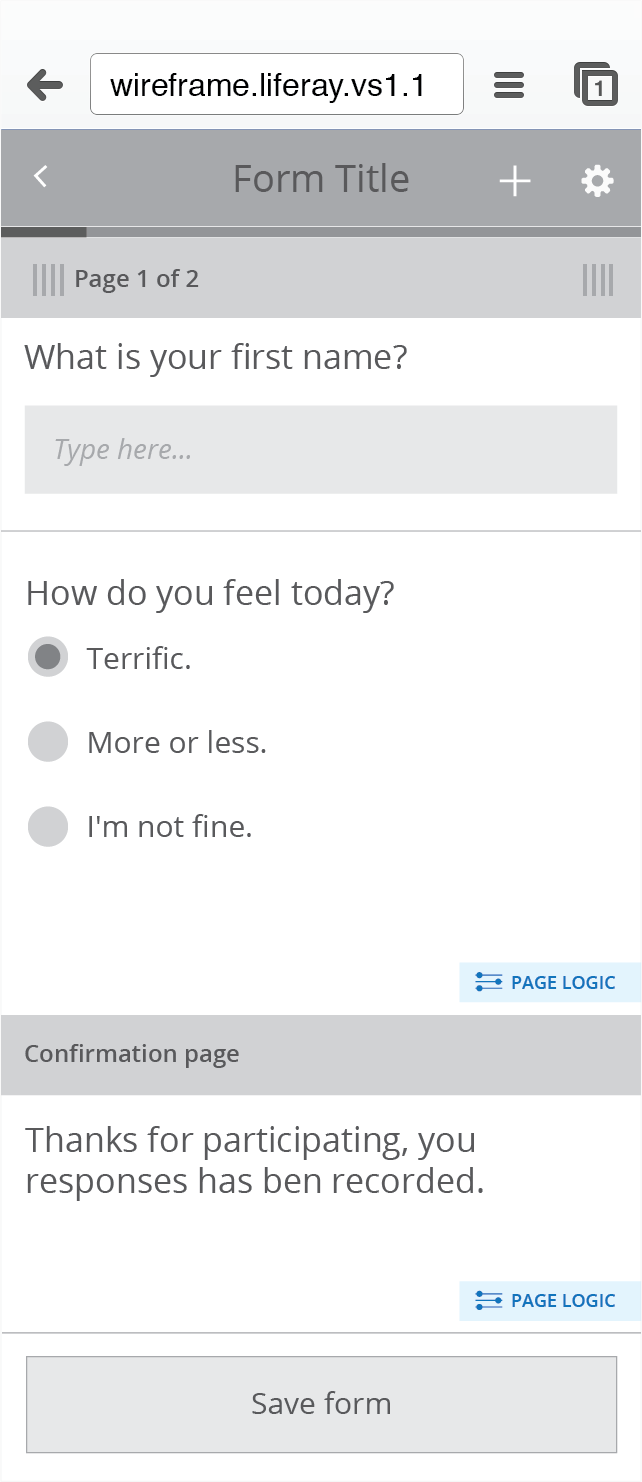 wireframe.liferay.vs1.1
1
Form Title
Page 1 of 2
What is your first name?
Type here...
How do you feel today?
Terrific.
More or less.
I'm not fine.
PAGE LOGIC
Confirmation page
Thanks for participating, you
responses has ben recorded.
PAGE LOGIC
Save form